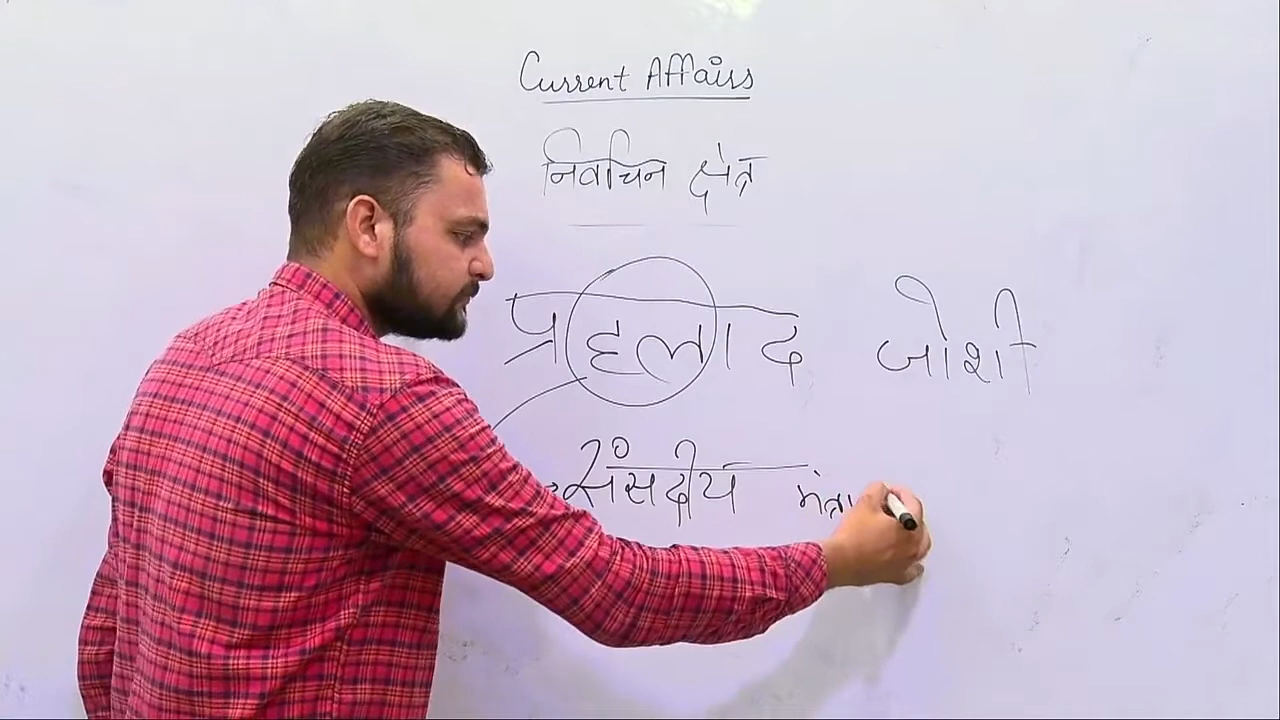 Current Affairs
निर्वाचन क्षेत्र
प्रहलाद जोशी
संसदीय